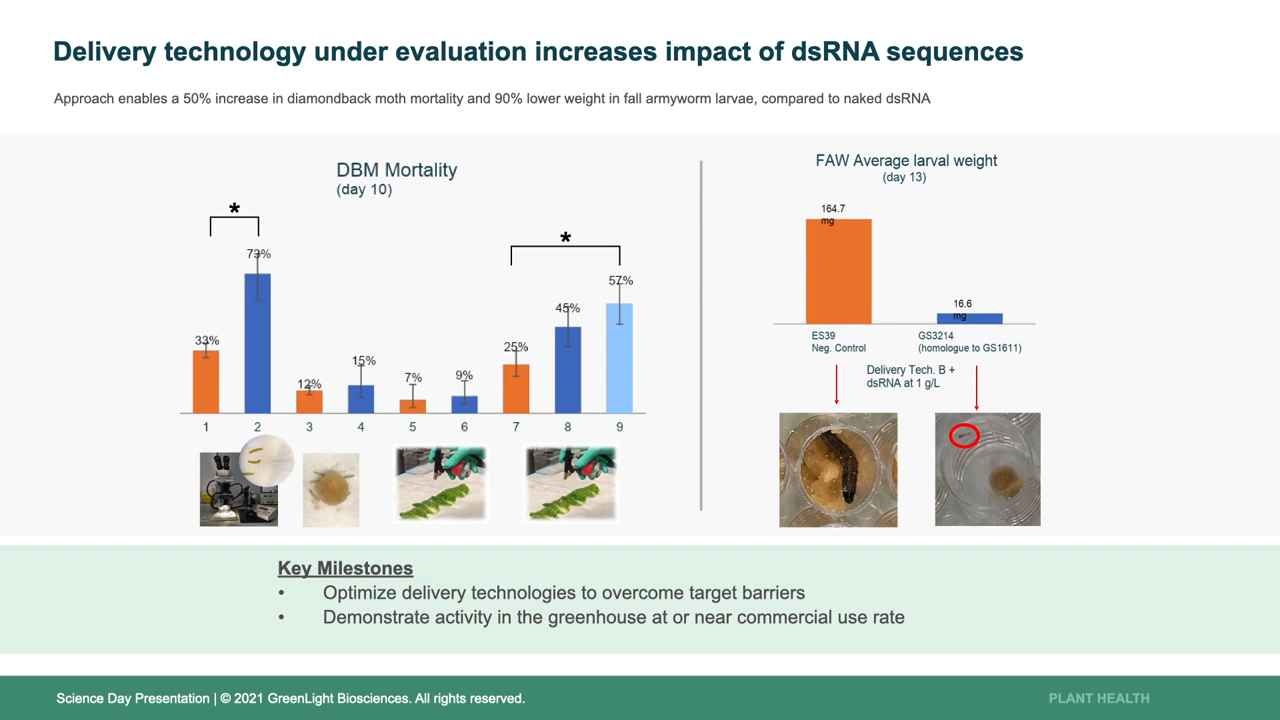 Delivery technology under evaluation increases impact of dsRNA sequences
Approach enables a 50% increase in diamondback moth mortality and 90% lower weight in fall armyworm larvae, compared to naked dsRNA
DBM Mortality
(day 10)
*
*
33%
73%
12%
15%
7%
9%
25%
45%
57%
1 2 3 4 5 6 7 8 9
FAW Average larval weight
(day 13)
164.7
mg
16.6
mg
ES39
Neg. Control
GS3214
(homologue to GS1611)
Delivery Tech. B +
dsRNA at 1 g/L
Key Milestones
• Optimize delivery technologies to overcome target barriers
• Demonstrate activity in the greenhouse at or near commercial use rate
Science Day Presentation | © 2021 GreenLight Biosciences. All rights reserved.
PLANT HEALTH